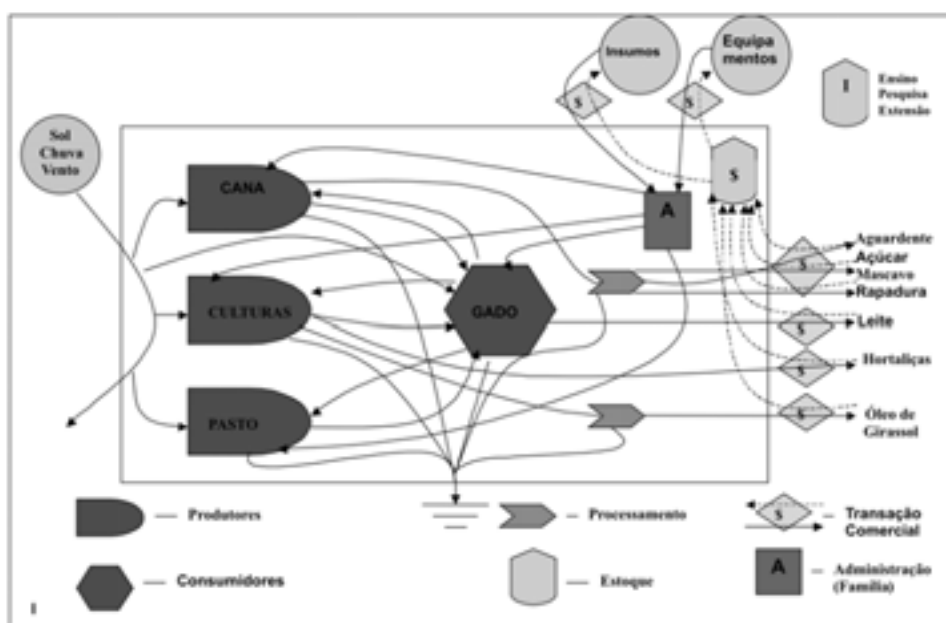 Insumos
Equipa
mentos
I
Ensino
Pesquisa
Extensão
$
$
Sol
Chuva
Vento
CANA
$
A
Aguardente
Açúcar
Mascavo
Rapadura
$
GADO
CULTURAS
Leite
$
Hortaliças
$
PASTO
Óleo de
Girassol
$
Produtores
Processamento
$
Transação
Comercial
Consumidores
Estoque
A
Administração
(Família)
I